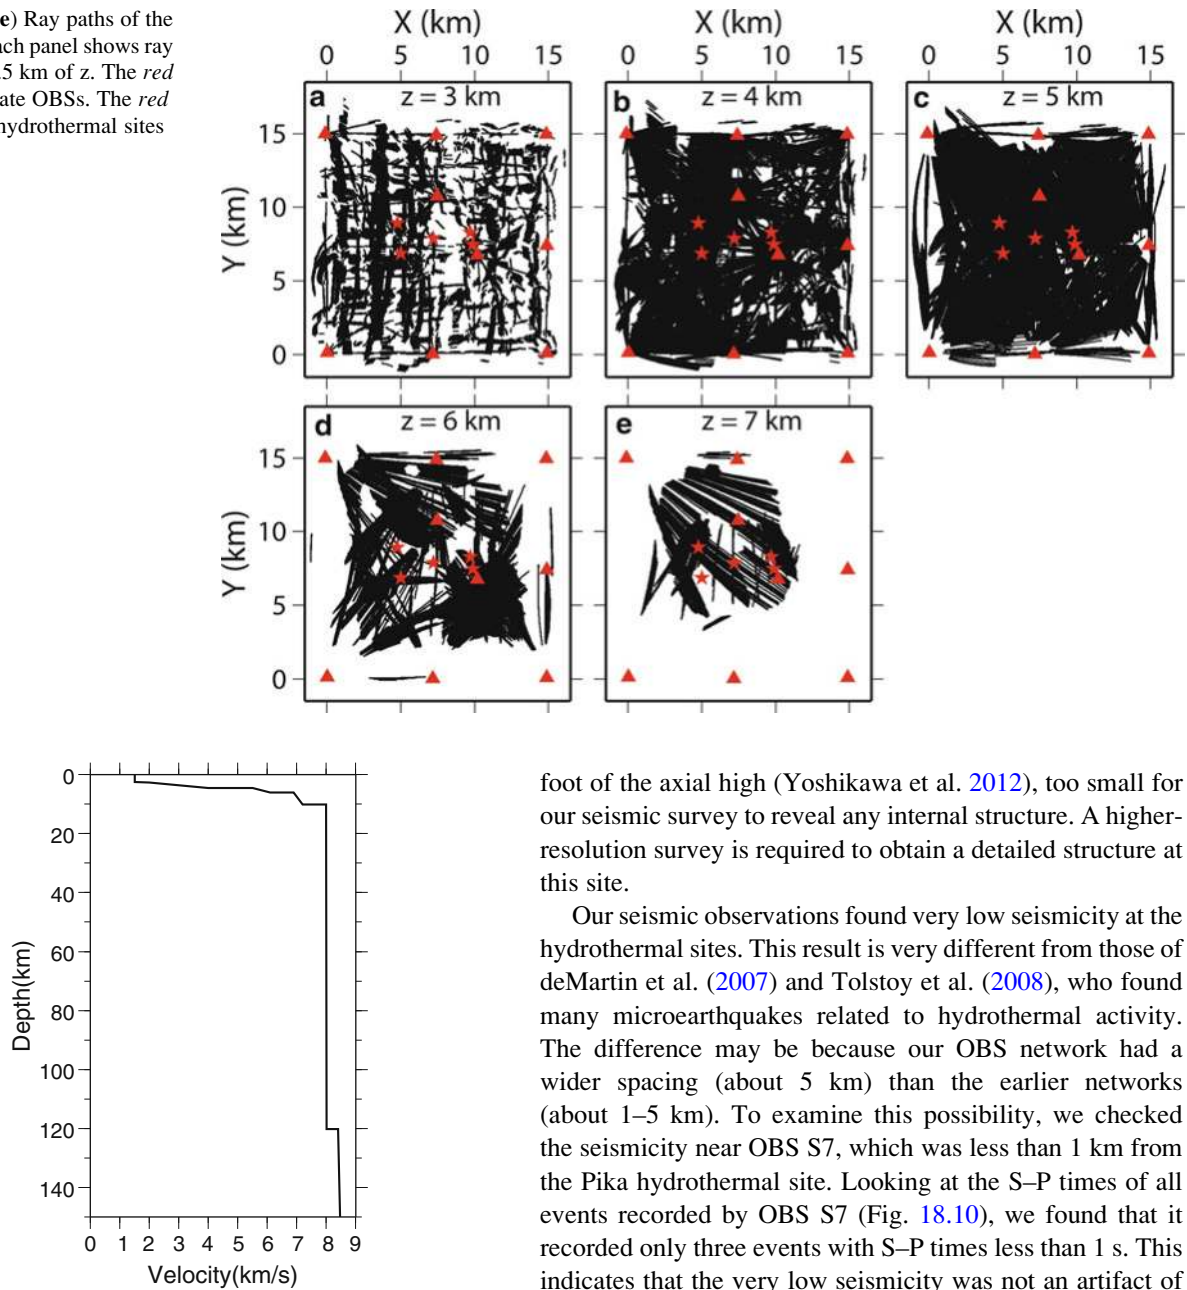 e) Ray paths of the
ach panel shows ray
5 km of z. The red
ate OBSs. The red
hydrothermal sites
X (km)
X (km)
X (km)
0 5 10 15
0 5 10 15
0 5 10 15
a z = 3 km
b z = 4 km
c z = 5 km
15
10
5
0
Y (km)
d z = 6 km
e z = 7 km
15
10
5
0
Y (km)
0
20
40
60
80
100
120
140
Depth(km)
0 1 2 3 4 5 6 7 8 9
Velocity(km/s)
foot of the axial high (Yoshikawa et al. 2012), too small for
our seismic survey to reveal any internal structure. A higher-
resolution survey is required to obtain a detailed structure at
this site.
Our seismic observations found very low seismicity at the
hydrothermal sites. This result is very different from those of
deMartin et al. (2007) and Tolstoy et al. (2008), who found
many microearthquakes related to hydrothermal activity.
The difference may be because our OBS network had a
wider spacing (about 5 km) than the earlier networks
(about 1–5 km). To examine this possibility, we checked
the seismicity near OBS S7, which was less than 1 km from
the Pika hydrothermal site. Looking at the S–P times of all
events recorded by OBS S7 (Fig. 18.10), we found that it
recorded only three events with S–P times less than 1 s. This
indicates that the very low seismicity was not an artifact of